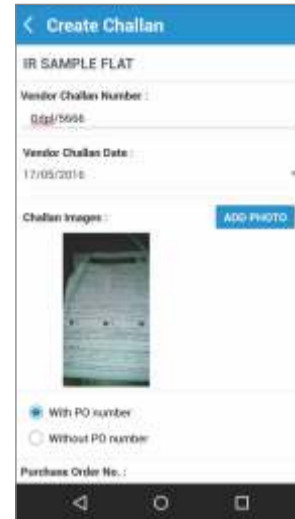 Create Challan
IR SAMPLE FLAT
Vendor Challan Number :
Vendor Challan Date :
17/05/2016
Challan Images :
ADD PHOTO
With PO number
Without PO number
Purchase Order No. :